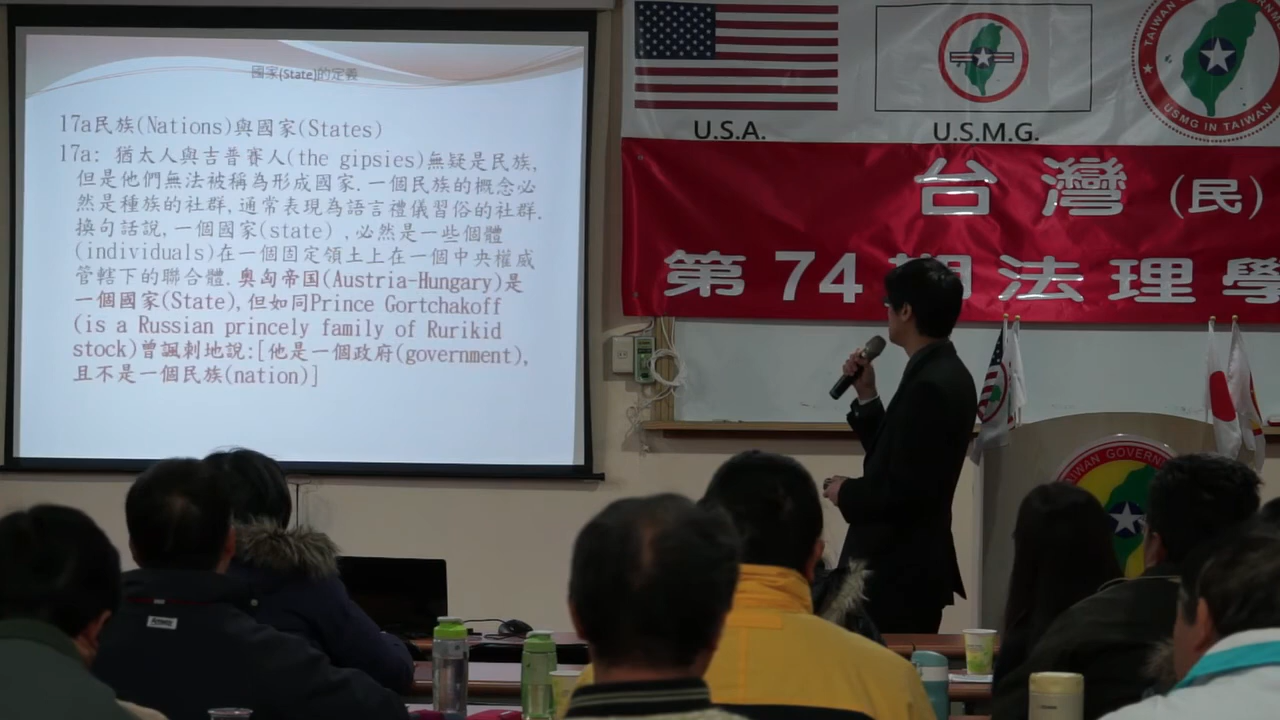 國家(State)的定義
17a民族(Nations)與國家(States)
17a: 猶太人與吉普賽人(the gipsies)無疑是民族,
但是他們無法被稱為形成國家.一個民族的概念必
然是種族的社群,通常表現為語言禮儀習俗的社群.
換句話說,一個國家(state) ,必然是一些個體
(individuals)在一個固定領土上在一個中央權威
管轄下的聯合體.奧匈帝国(Austria-Hungary)是
一個國家(State),但如同Prince Gortchakoff
(is a Russian princely family of Rurikid
stock)曾諷刺地說:[他是一個政府(government),
且不是一個民族(nation)]
U.S.A.
U.S.M.G.
TAIWAN
USMG IN TAIWAN
台灣(民)
第74期法理學
TAIWAN GOVERN